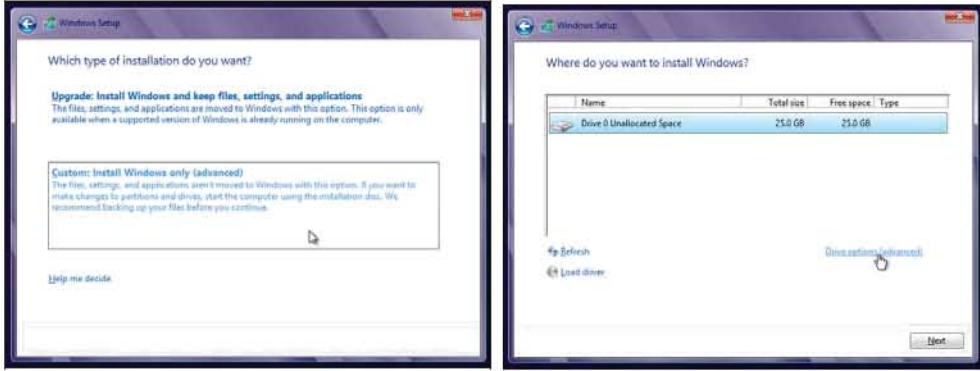 Windows Setup
Which type of installation do you want?
Upgrade: Install Windows and keep files, settings, and applications
The files, settings, and applications are moved to Windows with this option. This option is only
available when a supported version of Windows is already running on the computer.
Custom: Install Windows only (advanced)
The files, settings, and applications aren't moved to Windows with this option. If you want to
make changes to partitions and drives, start the computer using the installation disc. We
recommend backing up your files before you continue.
Help me decide
Windows Setup
Where do you want to install Windows?
Name Total size Free space Type
Drive 0 Unallocated Space 25.0 GB 25.0 GB
Refresh Drive options (advanced)
Load driver
Next